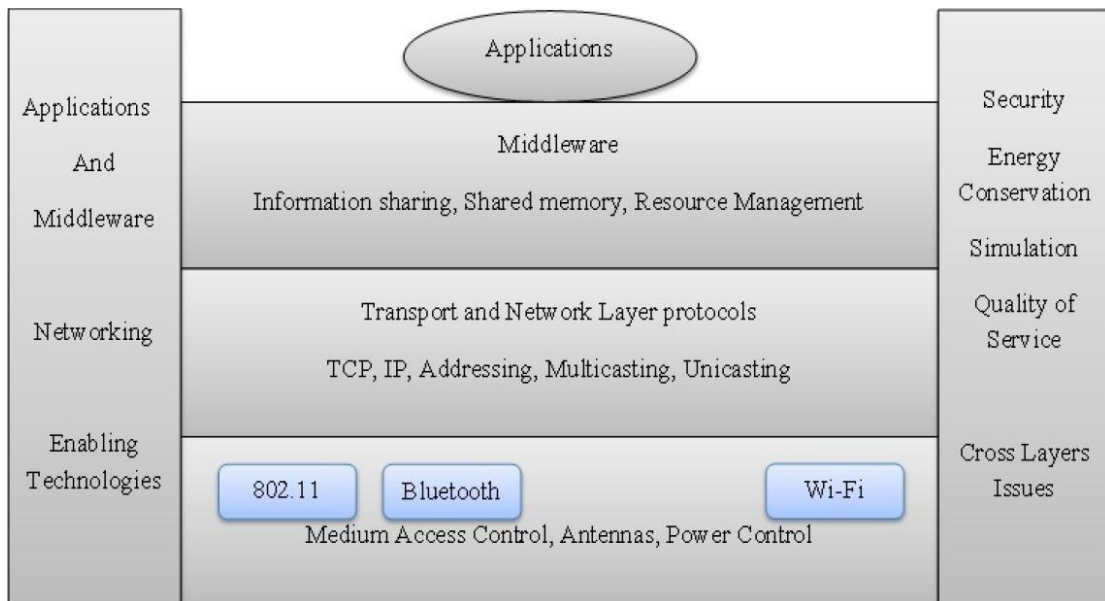 Applications
And
Middleware
Networking
Enabling
Technologies
Applications
Middleware
Information sharing, Shared memory, Resource Management
Transport and Network Layer protocols
TCP, IP, Addressing, Multicasting, Unicasting
802.11
Bluetooth
Wi-Fi
Medium Access Control, Antennas, Power Control
Security
Energy
Conservation
Simulation
Quality of
Service
Cross Layers
Issues